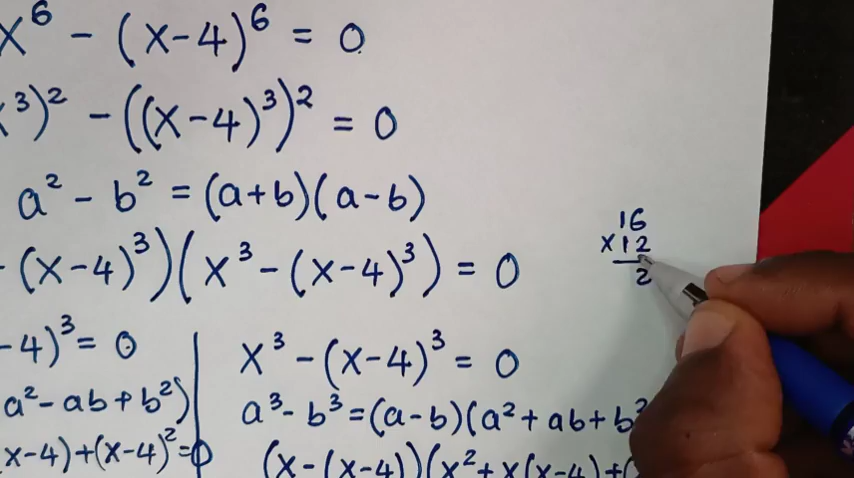 x⁶ - (x-4)⁶ = 0
³)² - ((x-4)³)² = 0
a² - b² = (a+b)(a-b)
(x-4)³)(x³-(x-4)³) = 0
16
×12
2
-4)³= 0
x³-(x-4)³ = 0
a²-ab+b²)
a³-b³=(a-b)(a²+ab+b²
x-4)+(x-4)²=0
(x-(x-4))(x²+x(x-4)+(